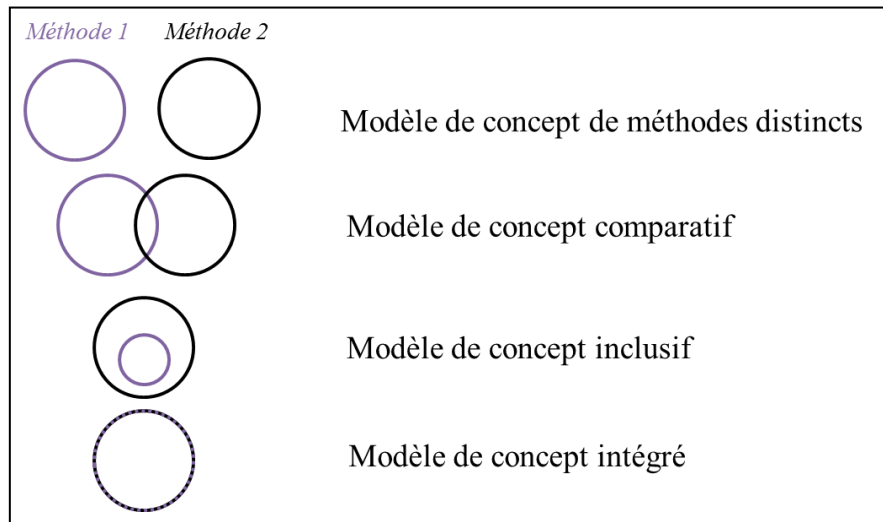 Méthode 1 Méthode 2
Modèle de concept de méthodes distincts
Modèle de concept comparatif
Modèle de concept inclusif
Modèle de concept intégré